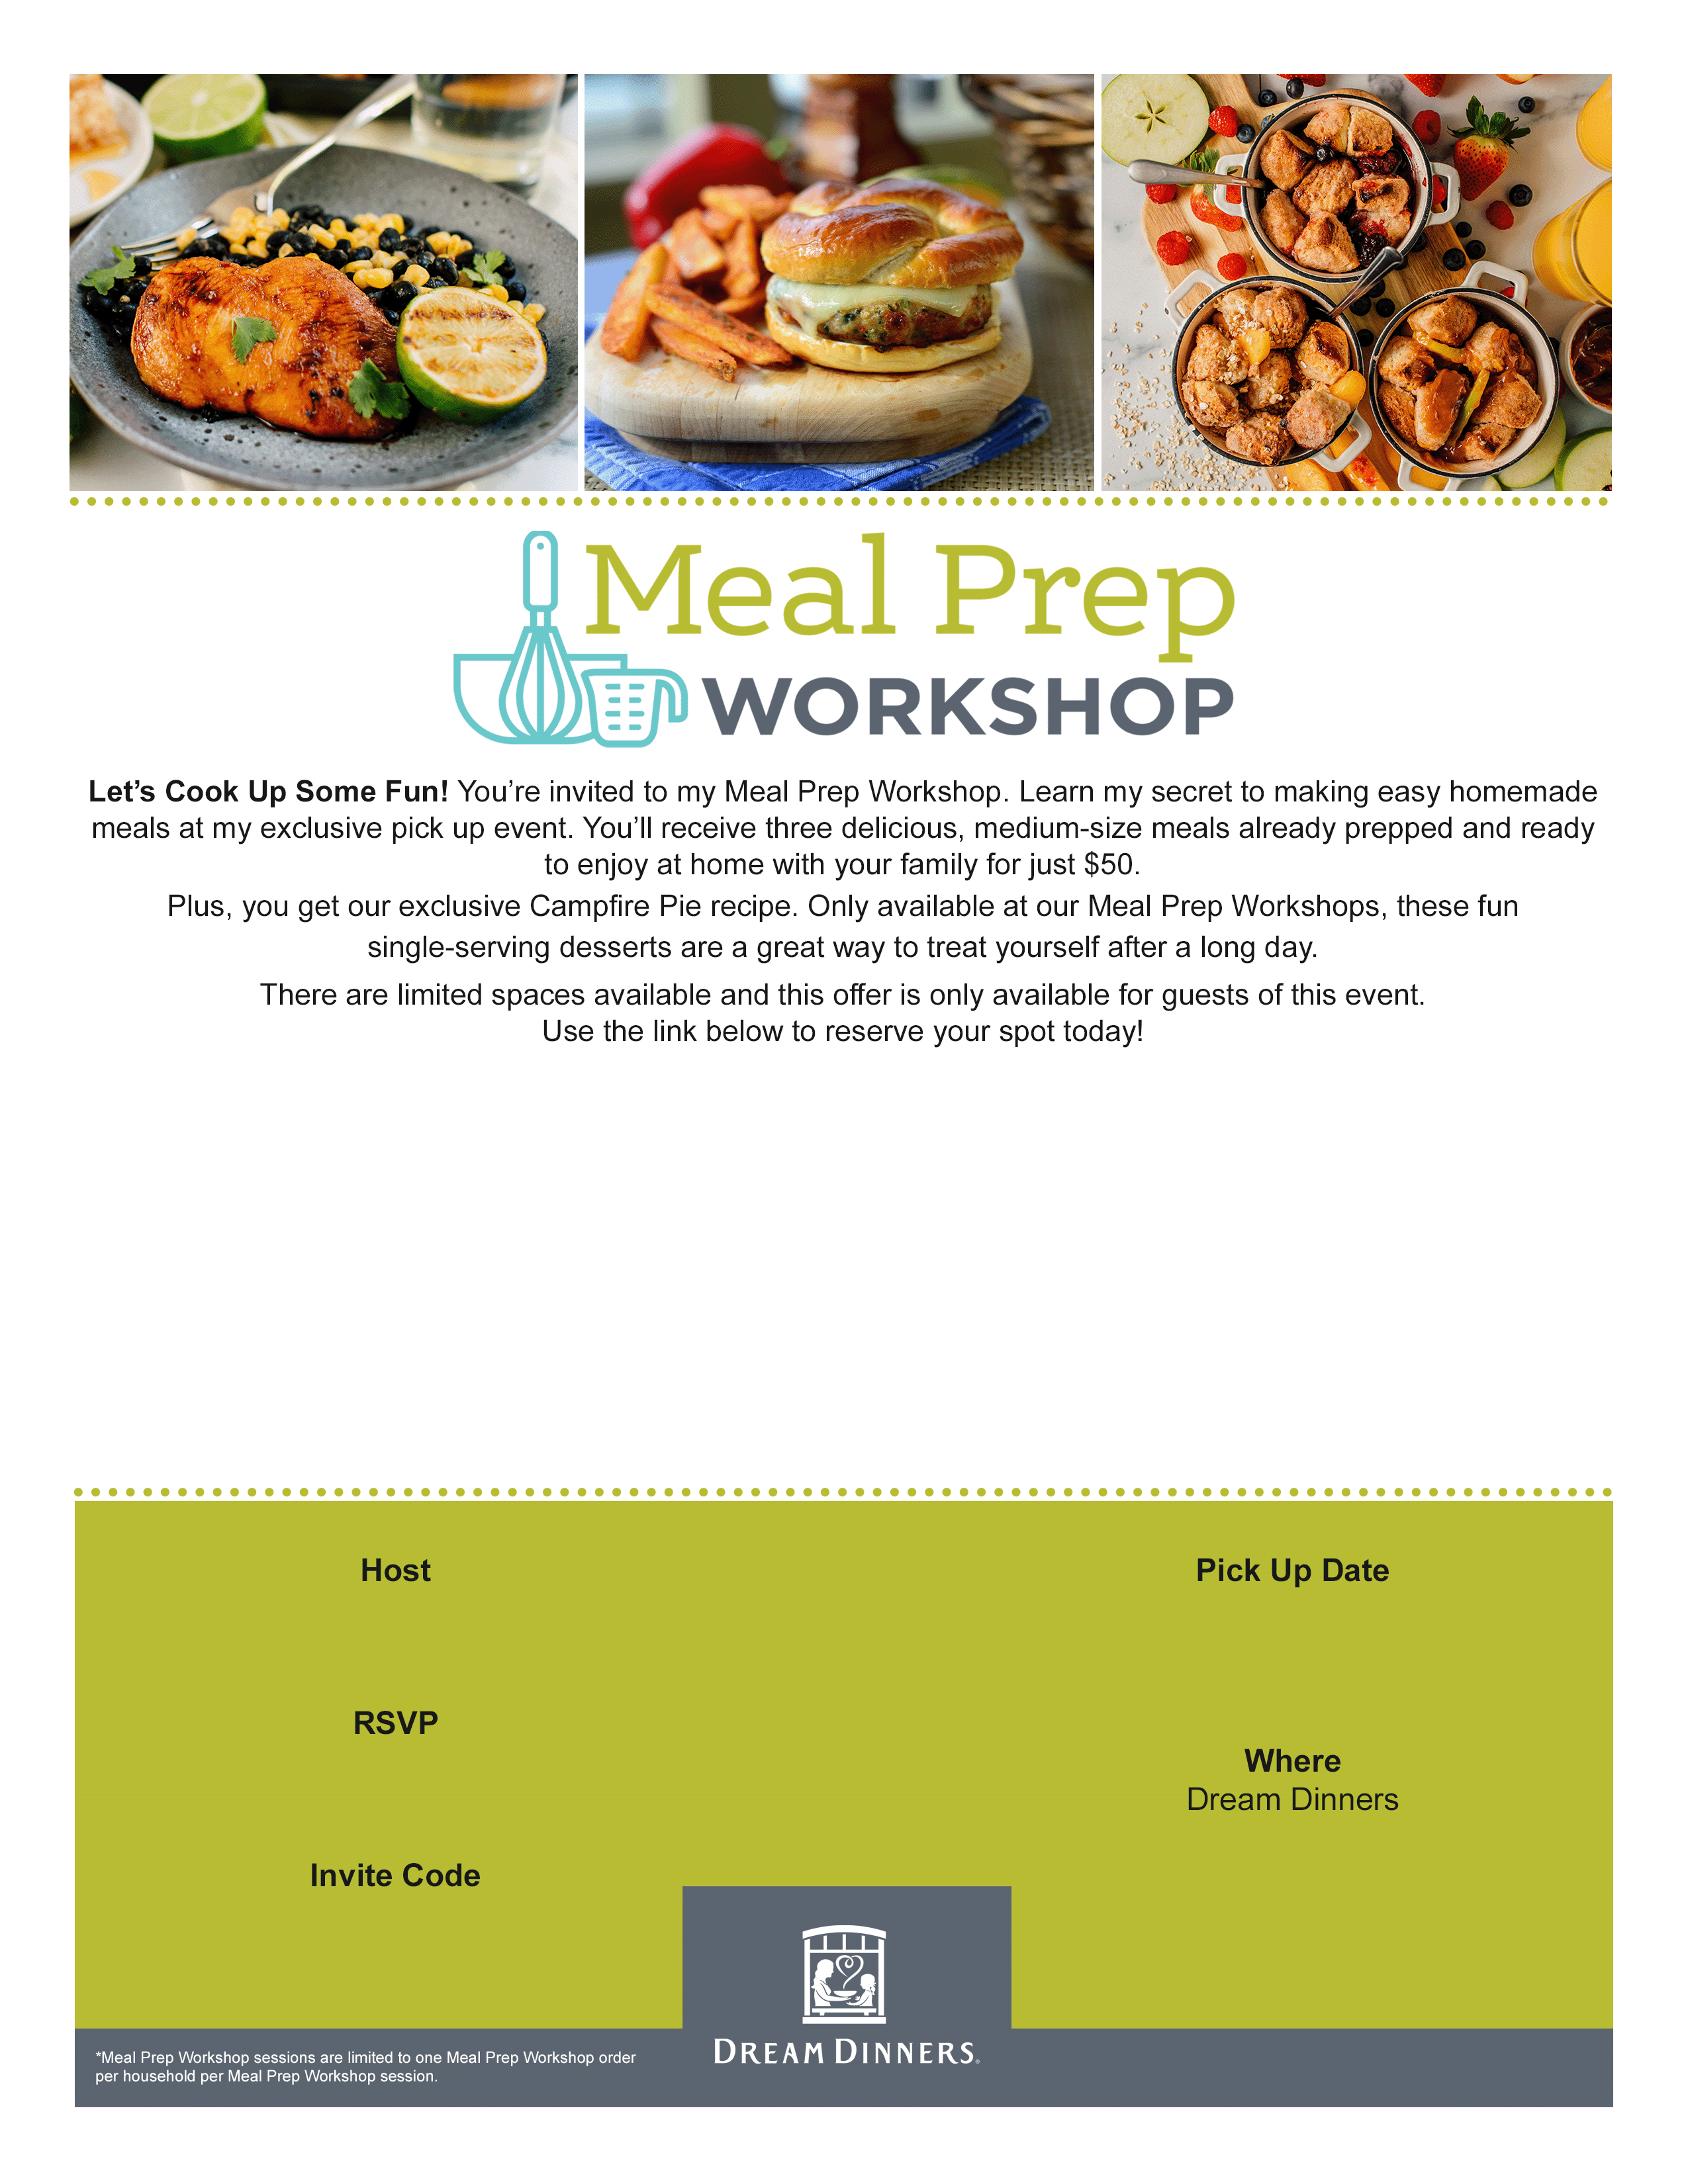 Meal Prep
WORKSHOP
Let’s Cook Up Some Fun! You’re invited to my Meal Prep Workshop. Learn my secret to making easy homemade
meals at my exclusive pick up event. You’ll receive three delicious, medium-size meals already prepped and ready
to enjoy at home with your family for just $50.
Plus, you get our exclusive Campfire Pie recipe. Only available at our Meal Prep Workshops, these fun
single-serving desserts are a great way to treat yourself after a long day.
There are limited spaces available and this offer is only available for guests of this event.
Use the link below to reserve your spot today!
Host
RSVP
Invite Code
Pick Up Date
Where
Dream Dinners
*Meal Prep Workshop sessions are limited to one Meal Prep Workshop order
per household per Meal Prep Workshop session.
DREAM DINNERS®